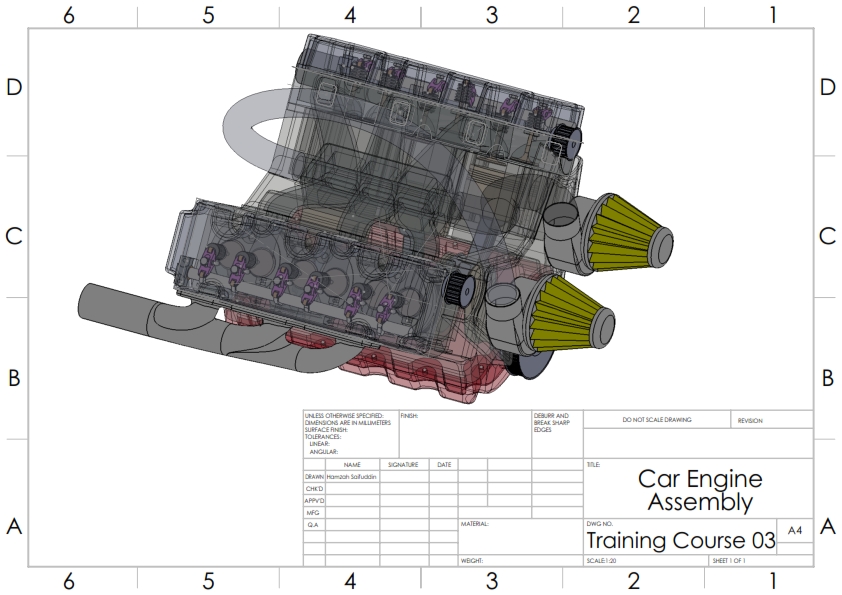 6 5 4 3 2 1
D D
C C
B B
A A
UNLESS OTHERWISE SPECIFIED:
DIMENSIONS ARE IN MILLIMETERS
SURFACE FINISH:
TOLERANCES:
LINEAR:
ANGULAR:
FINISH:
DEBURR AND
BREAK SHARP
EDGES
DO NOT SCALE DRAWING
REVISION
NAME SIGNATURE DATE
DRAWN Hamzah Saifuddin
CHK'D
APPV'D
MFG
Q.A
MATERIAL:
WEIGHT:
TITLE:
Car Engine
Assembly
DWG NO.
Training Course 03
A4
SCALE:1:20
SHEET 1 OF 1
6 5 4 3 2 1